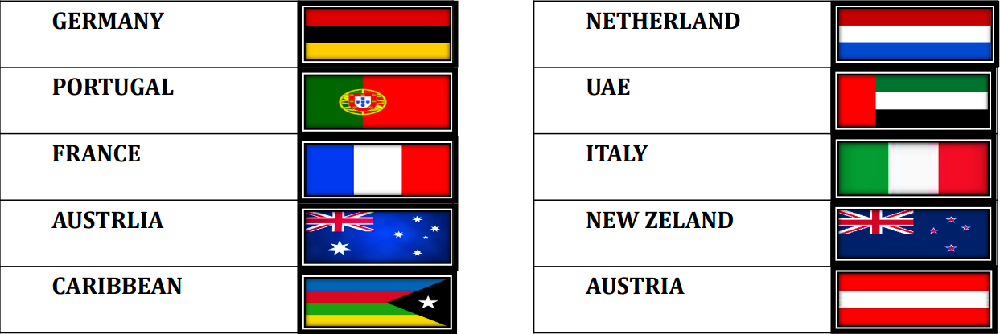 GERMANY
NETHERLAND
PORTUGAL
UAE
FRANCE
ITALY
AUSTRLIA
NEW ZELAND
CARIBBEAN
AUSTRIA